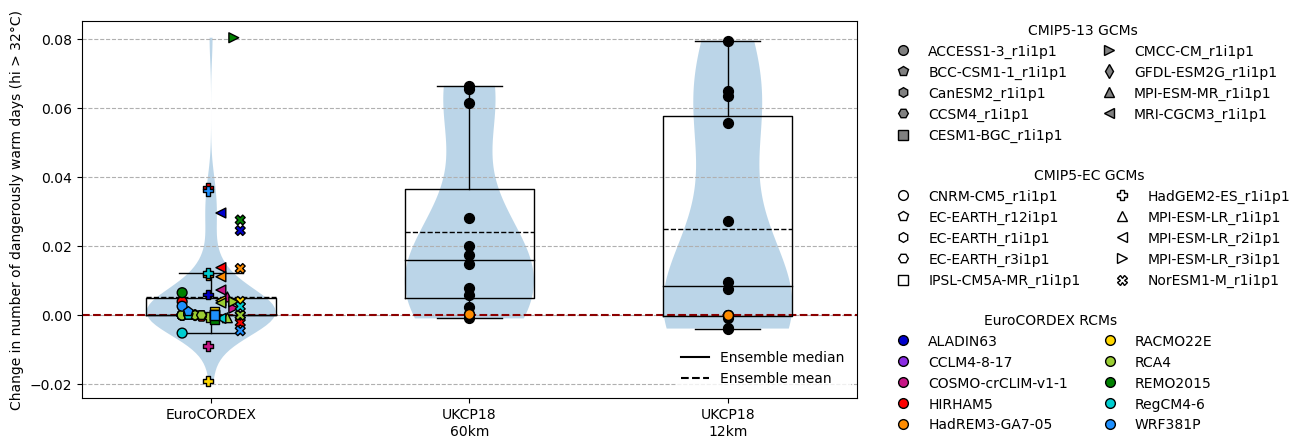 Change in number of dangerously warm days (hi > 32°C)
0.08
0.06
0.04
0.02
0.00
−0.02
EuroCORDEX
UKCP18
60km
UKCP18
12km
Ensemble median
Ensemble mean
CMIP5-13 GCMs
ACCESS1-3_r1i1p1
BCC-CSM1-1_r1i1p1
CanESM2_r1i1p1
CCSM4_r1i1p1
CESM1-BGC_r1i1p1
CMCC-CM_r1i1p1
GFDL-ESM2G_r1i1p1
MPI-ESM-MR_r1i1p1
MRI-CGCM3_r1i1p1
CMIP5-EC GCMs
CNRM-CM5_r1i1p1
EC-EARTH_r12i1p1
EC-EARTH_r1i1p1
EC-EARTH_r3i1p1
IPSL-CM5A-MR_r1i1p1
HadGEM2-ES_r1i1p1
MPI-ESM-LR_r1i1p1
MPI-ESM-LR_r2i1p1
MPI-ESM-LR_r3i1p1
NorESM1-M_r1i1p1
EuroCORDEX RCMs
ALADIN63
CCLM4-8-17
COSMO-crCLIM-v1-1
HIRHAM5
HadREM3-GA7-05
RACMO22E
RCA4
REMO2015
RegCM4-6
WRF381P